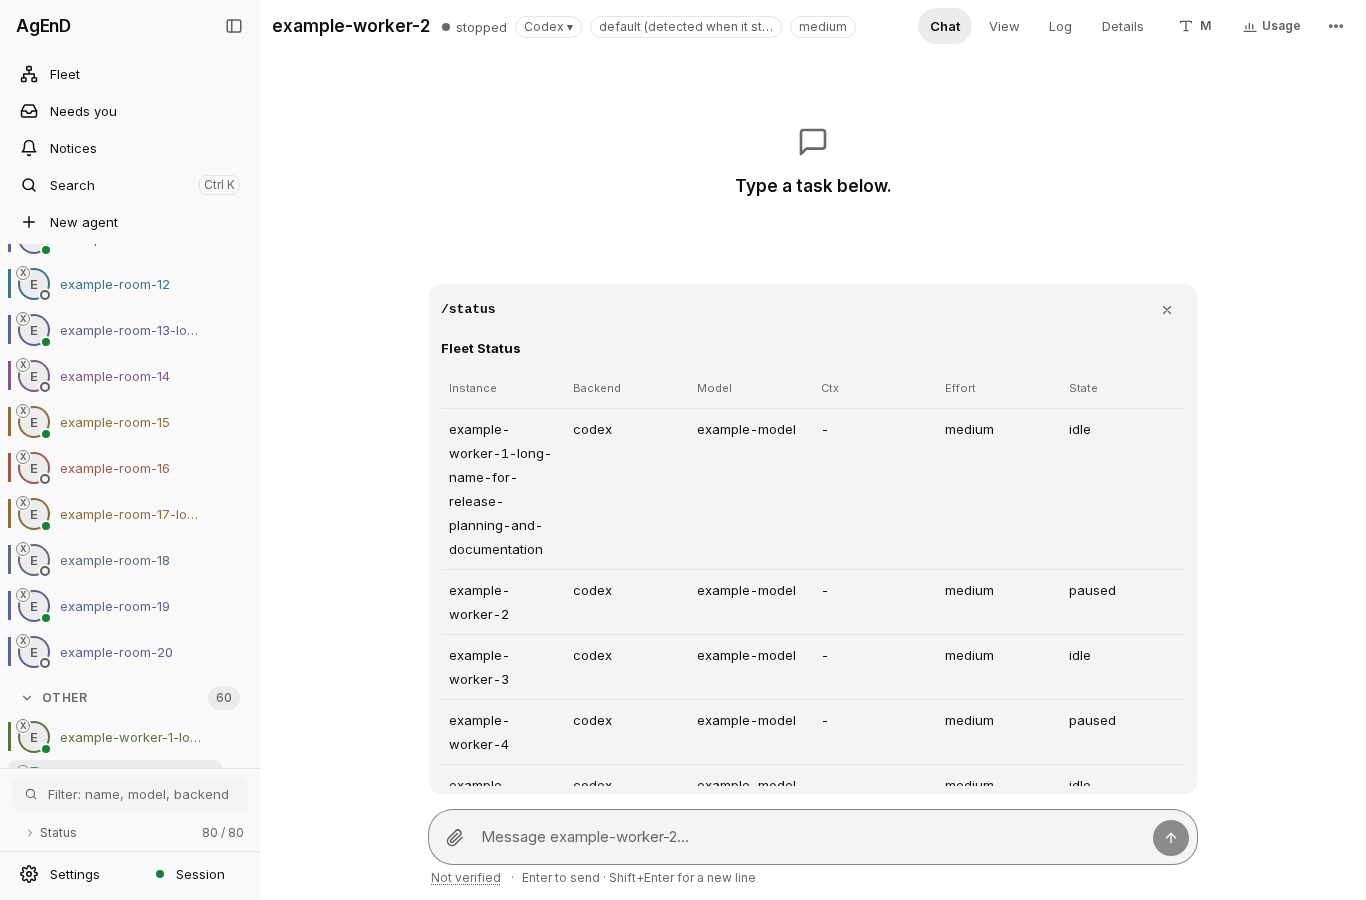 AgEnD
Fleet
Needs you
Notices
Search
Ctrl K
New agent
X
E
example-room-12
X
E
example-room-13-lo…
X
E
example-room-14
X
E
example-room-15
X
E
example-room-16
X
E
example-room-17-lo…
X
E
example-room-18
X
E
example-room-19
X
E
example-room-20
OTHER
60
X
E
example-worker-1-lo…
Filter: name, model, backend
Status
80 / 80
Settings
Session
example-worker-2
stopped
Codex ▾
default (detected when it st…
medium
Chat
View
Log
Details
M
Usage
Type a task below.
/status
Fleet Status
Instance Backend Model Ctx Effort State
example- codex example-model - medium idle
worker-1-long-
name-for-
release-
planning-and-
documentation
example- codex example-model - medium paused
worker-2
example- codex example-model - medium idle
worker-3
example- codex example-model - medium paused
worker-4
example- codex example-model - medium idle
Message example-worker-2…
Not verified · Enter to send · Shift+Enter for a new line